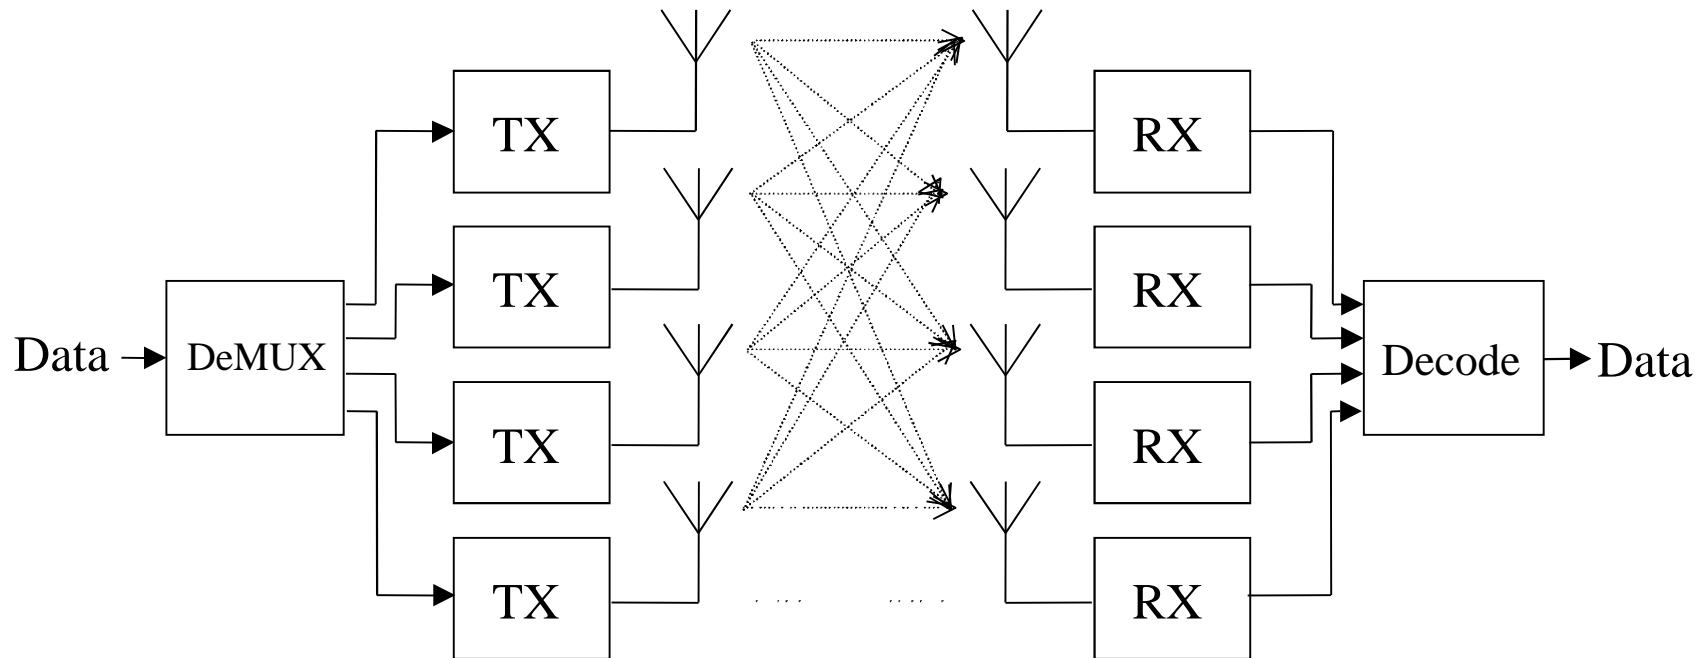 TX
RX
TX
RX
Data
DeMUX
Decode
Data
TX
RX
TX
RX